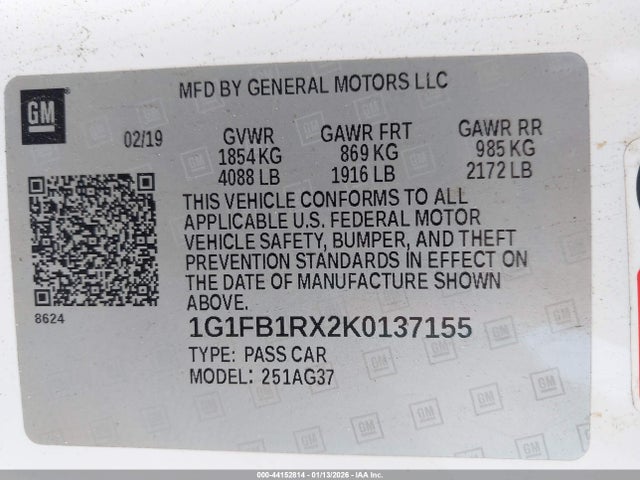 GM
MFD BY GENERAL MOTORS LLC
02/19
GVWR GAWR FRT GAWR RR
1854 KG 869 KG 985 KG
4088 LB 1916 LB 2172 LB
THIS VEHICLE CONFORMS TO ALL
APPLICABLE U.S. FEDERAL MOTOR
VEHICLE SAFETY, BUMPER, AND THEFT
PREVENTION STANDARDS IN EFFECT ON
THE DATE OF MANUFACTURE SHOWN
ABOVE.
8624
1G1FB1RX2K0137155
TYPE: PASS CAR
MODEL: 251AG37
000-44152814 - 01/13/2026 - IAA Inc.